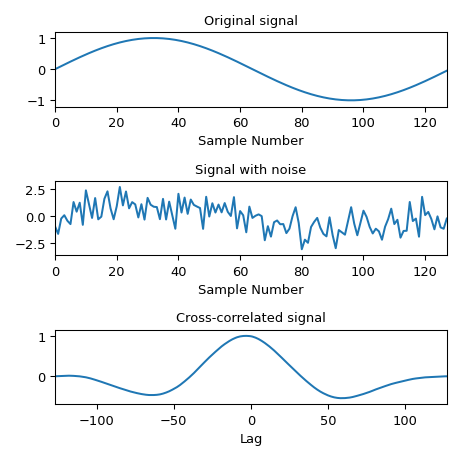 Original signal
1
0
−1
0 20 40 60 80 100 120
Sample Number
Signal with noise
2.5
0.0
−2.5
0 20 40 60 80 100 120
Sample Number
Cross-correlated signal
1
0
−100 −50 0 50 100
Lag